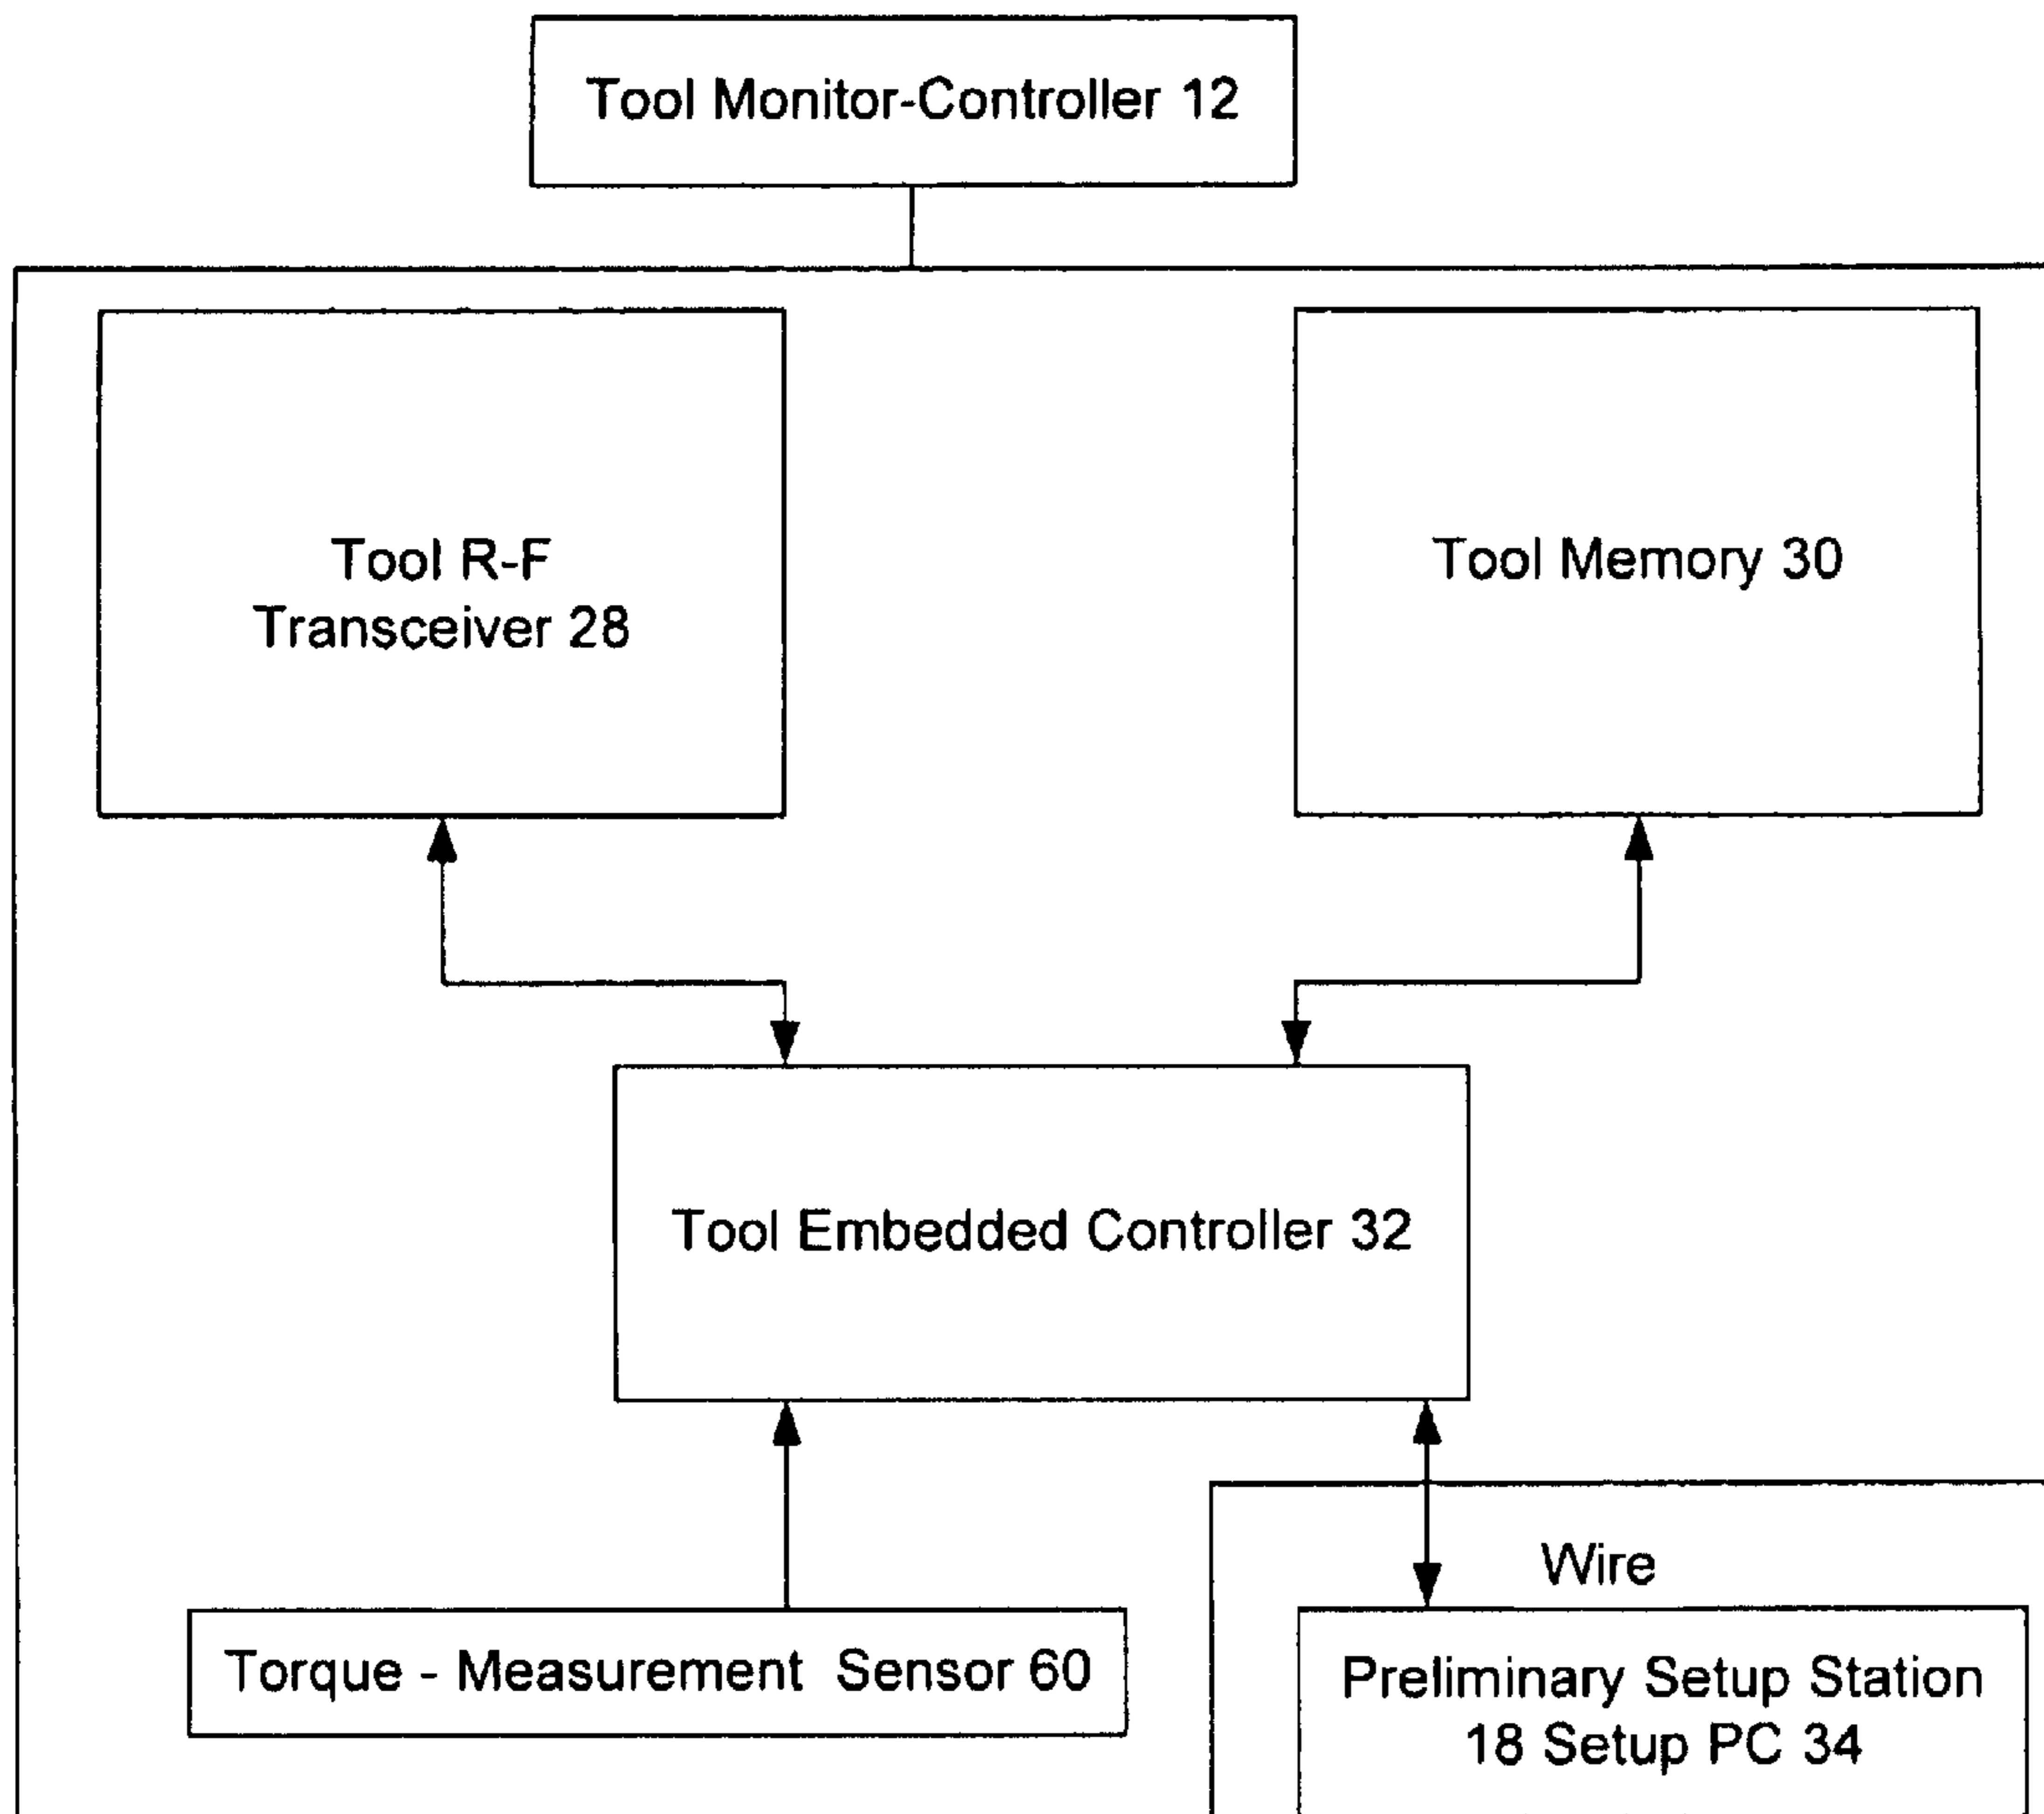 Tool Monitor-Controller 12
Tool R-F
Transceiver 28
Tool Memory 30
Tool Embedded Controller 32
Wire
Torque - Measurement Sensor 60
Preliminary Setup Station
18 Setup PC 34